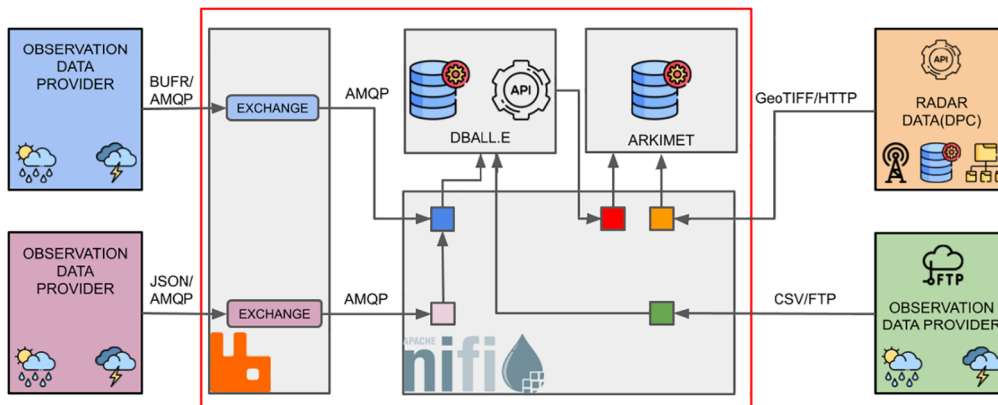 OBSERVATION
DATA
PROVIDER
BUFR/
AMQP
EXCHANGE
AMQP
API
DBALL.E
ARKIMET
GeoTIFF/HTTP
API
RADAR
DATA(DPC)
OBSERVATION
DATA
PROVIDER
JSON/
AMQP
EXCHANGE
AMQP
APACHE
nifi
CSV/FTP
FTP
OBSERVATION
DATA PROVIDER